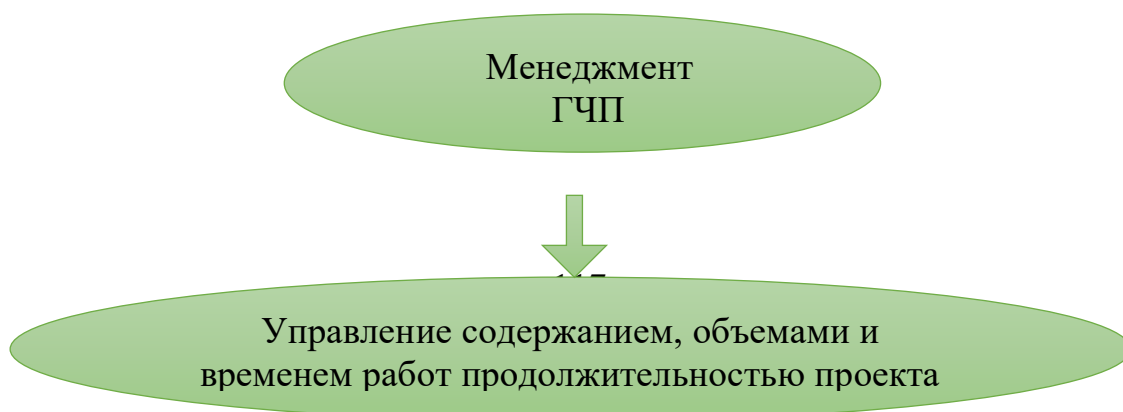 Менеджмент
ГЧП
Управление содержанием, объемами и
временем работ продолжительностью проекта